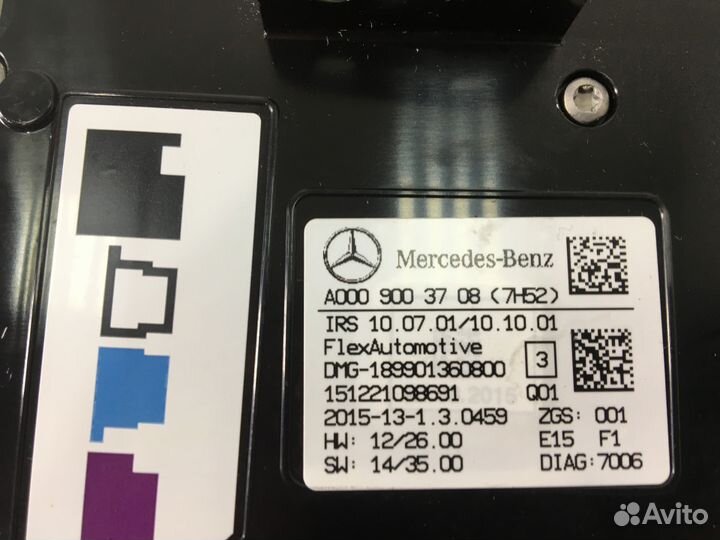 Mercedes-Benz
A000 900 37 08 (7H52)
IRS 10.07.01/10.10.01
FlexAutomotive
DMG-189901360800 3
151221098691 Q01
2015-13-1.3.0459 ZGS: 001
HW: 12/26.00 E15 F1
SW: 14/35.00 DIAG:7006
Avito